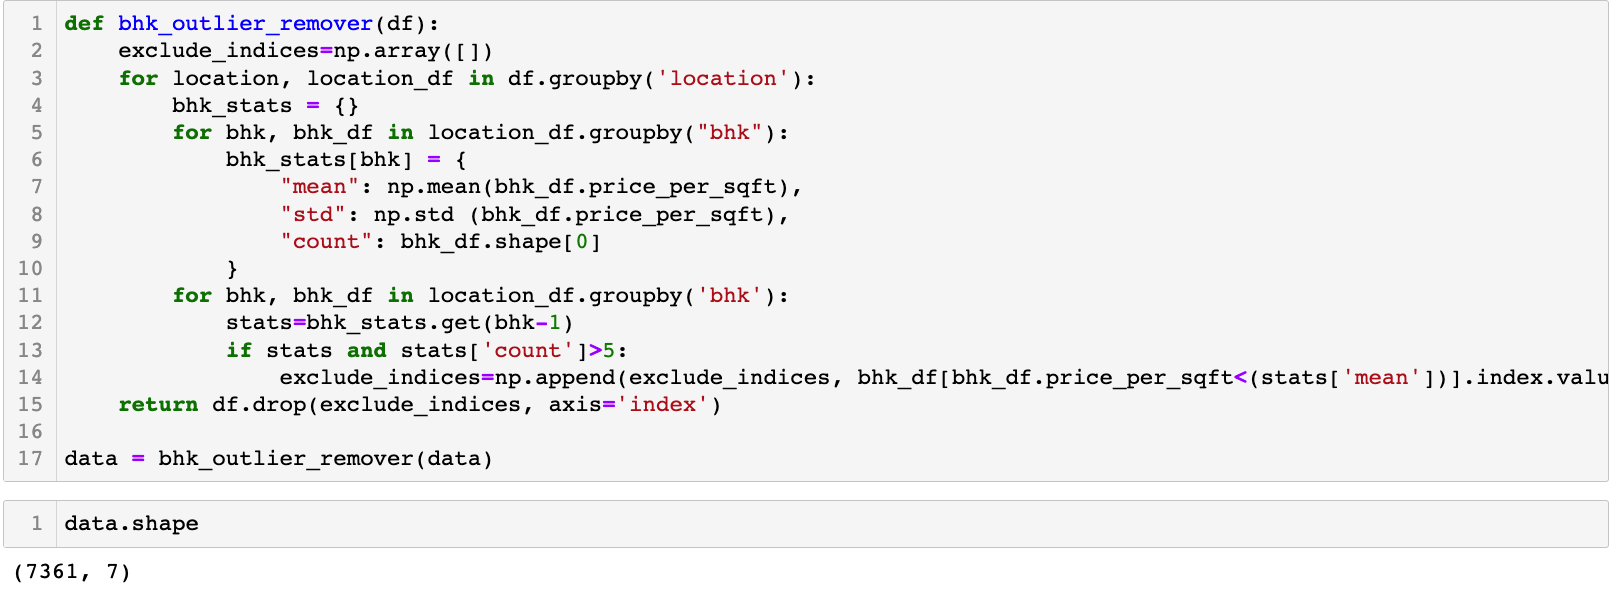 1 def bhk_outlier_remover(df):
2     exclude_indices=np.array([])
3     for location, location_df in df.groupby('location'):
4         bhk_stats = {}
5         for bhk, bhk_df in location_df.groupby("bhk"):
6             bhk_stats[bhk] = {
7                 "mean": np.mean(bhk_df.price_per_sqft),
8                 "std": np.std (bhk_df.price_per_sqft),
9                 "count": bhk_df.shape[0]
10             }
11         for bhk, bhk_df in location_df.groupby('bhk'):
12             stats=bhk_stats.get(bhk-1)
13             if stats and stats['count']>5:
14                 exclude_indices=np.append(exclude_indices, bhk_df[bhk_df.price_per_sqft<(stats['mean'])].index.valu
15     return df.drop(exclude_indices, axis='index')
16
17 data = bhk_outlier_remover(data)
1 data.shape
(7361, 7)